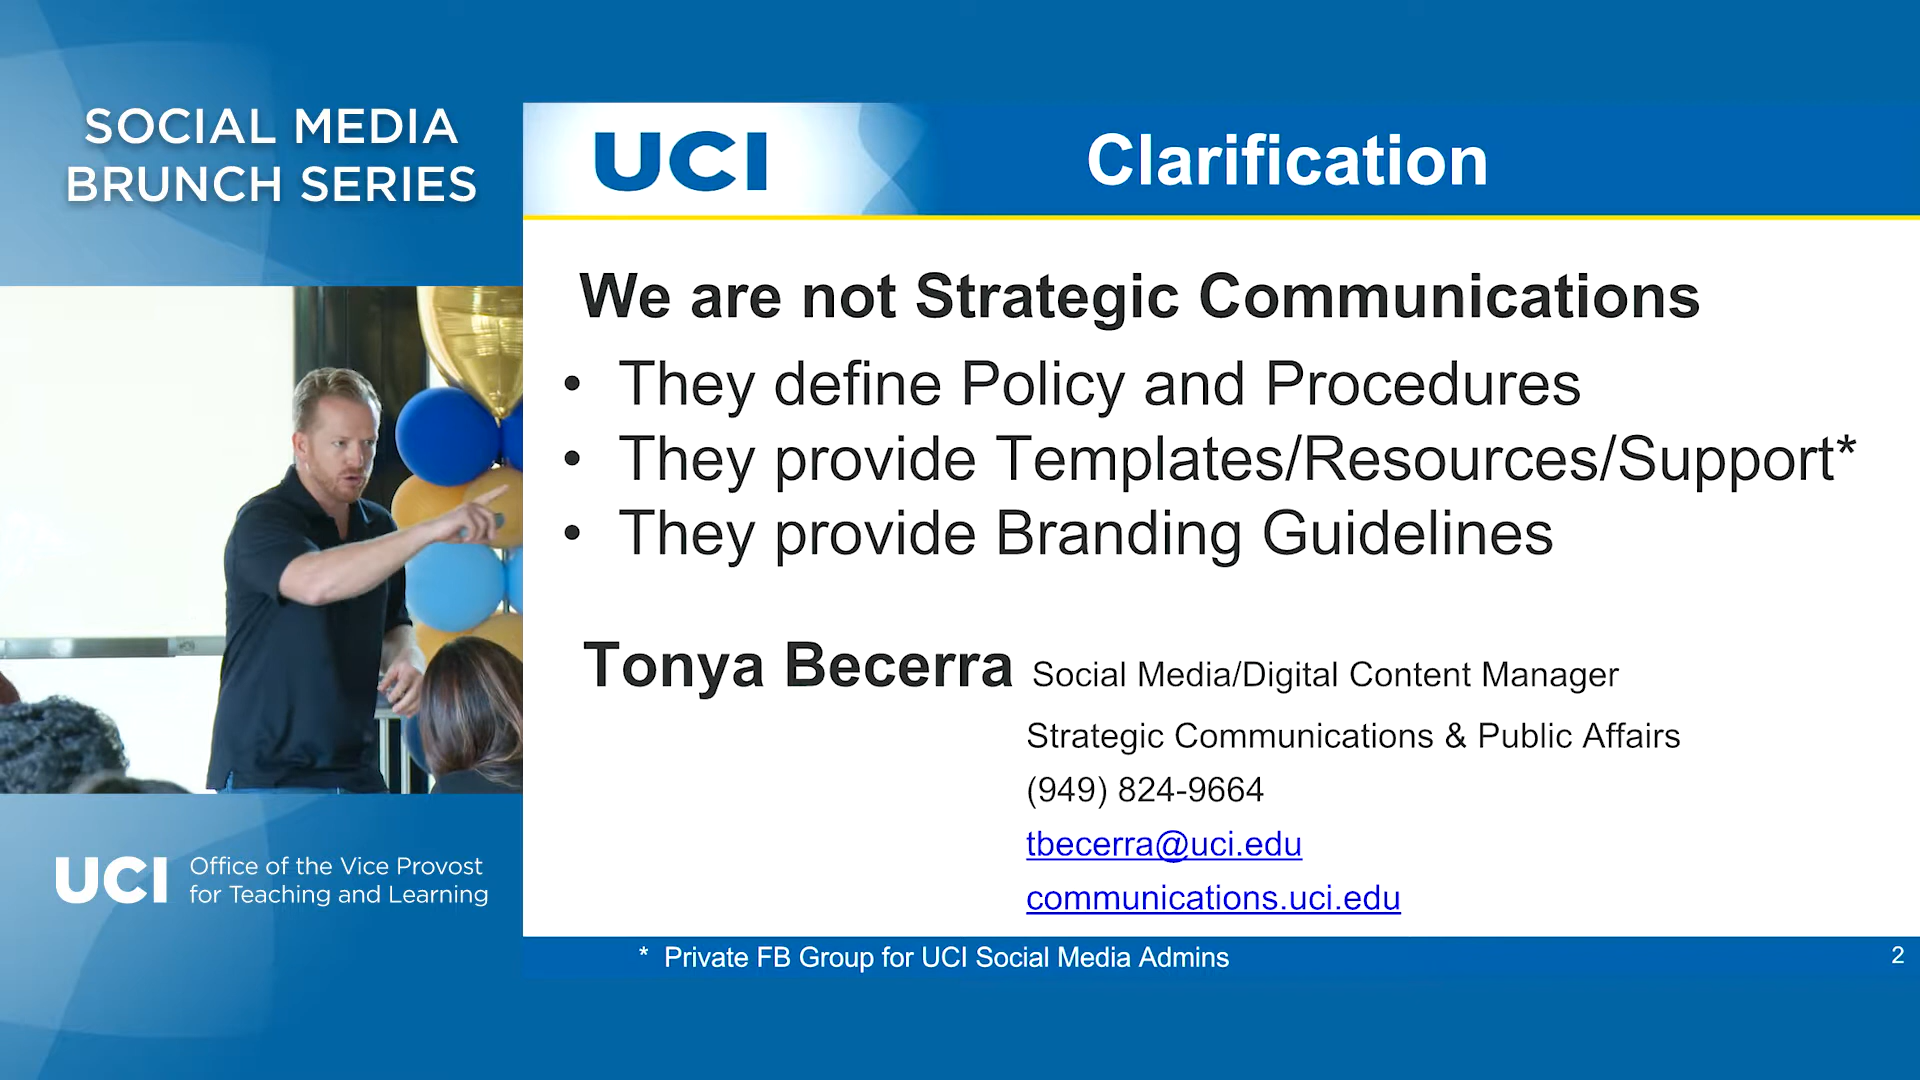 SOCIAL MEDIA
BRUNCH SERIES
UCI
Clarification
We are not Strategic Communications
• They define Policy and Procedures
• They provide Templates/Resources/Support*
• They provide Branding Guidelines
Tonya Becerra Social Media/Digital Content Manager
Strategic Communications & Public Affairs
(949) 824-9664
tbecerra@uci.edu
communications.uci.edu
* Private FB Group for UCI Social Media Admins
2
UCI Office of the Vice Provost
for Teaching and Learning